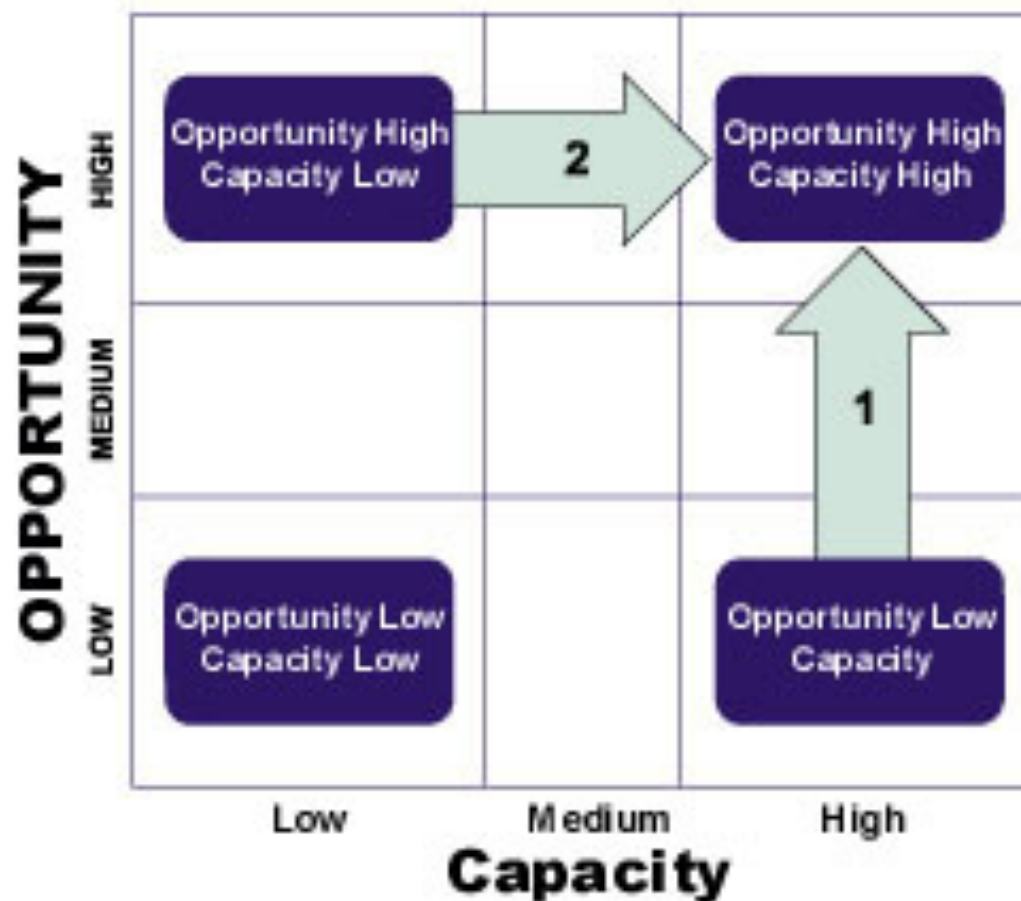 OPPORTUNITY
HIGH
MEDIUM
LOW
Opportunity High
Capacity Low
2
Opportunity High
Capacity High
1
Opportunity Low
Capacity Low
Opportunity Low
Capacity
Low
Medium
High
Capacity